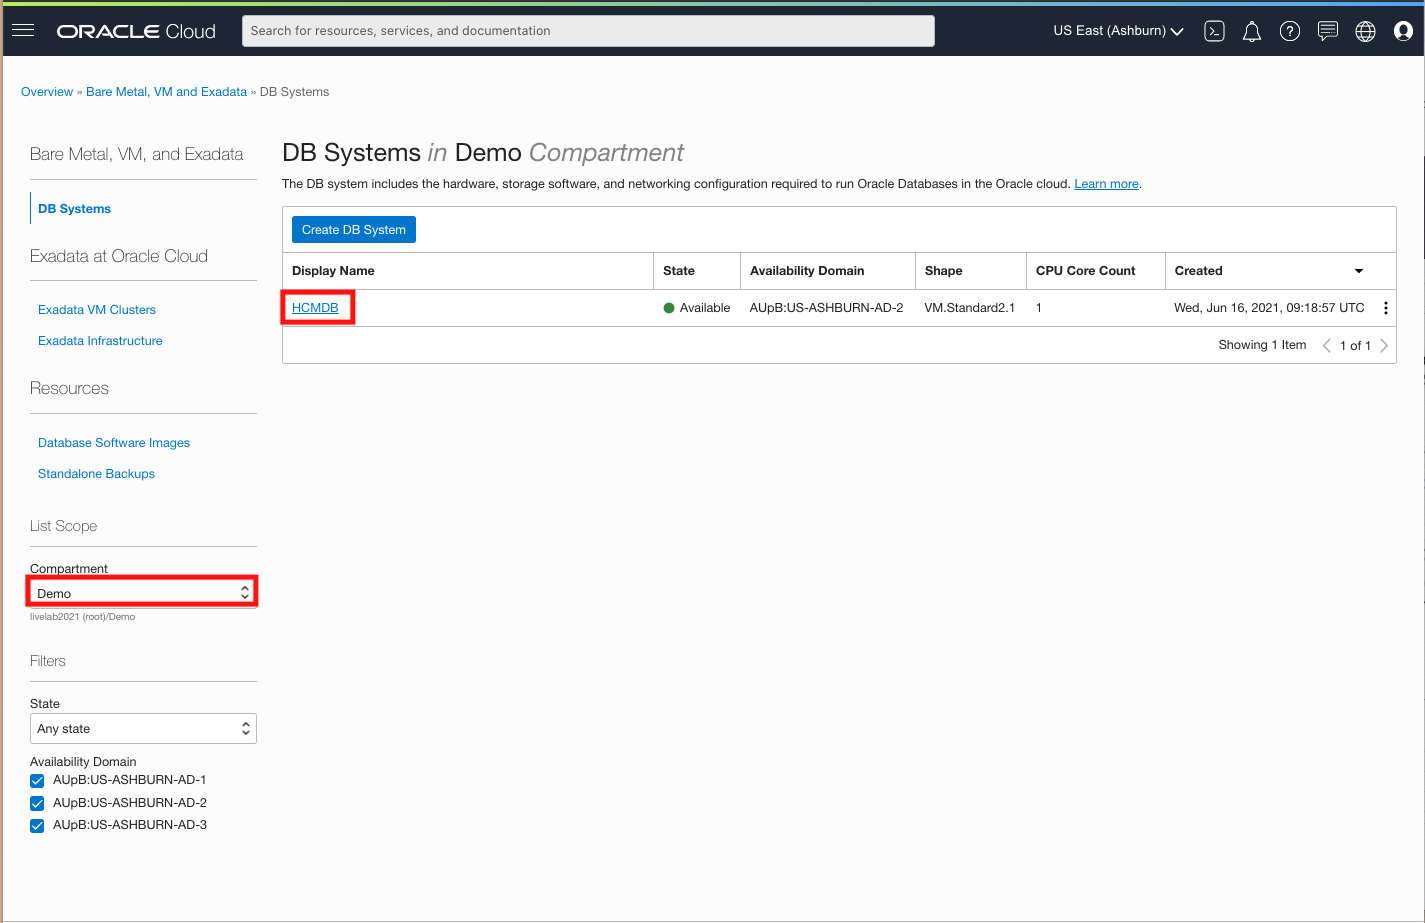 ORACLE Cloud
Search for resources, services, and documentation
US East (Ashburn)
Overview » Bare Metal, VM and Exadata » DB Systems
Bare Metal, VM, and Exadata
DB Systems
Exadata at Oracle Cloud
Exadata VM Clusters
Exadata Infrastructure
Resources
Database Software Images
Standalone Backups
List Scope
Compartment
Demo
livelab2021 (root)/Demo
Filters
State
Any state
Availability Domain
AUpB:US-ASHBURN-AD-1
AUpB:US-ASHBURN-AD-2
AUpB:US-ASHBURN-AD-3
DB Systems in Demo Compartment
The DB system includes the hardware, storage software, and networking configuration required to run Oracle Databases in the Oracle cloud. Learn more.
Create DB System
Display Name State Availability Domain Shape CPU Core Count Created
HCMDB Available AUpB:US-ASHBURN-AD-2 VM.Standard2.1 1 Wed, Jun 16, 2021, 09:18:57 UTC
Showing 1 Item 1 of 1